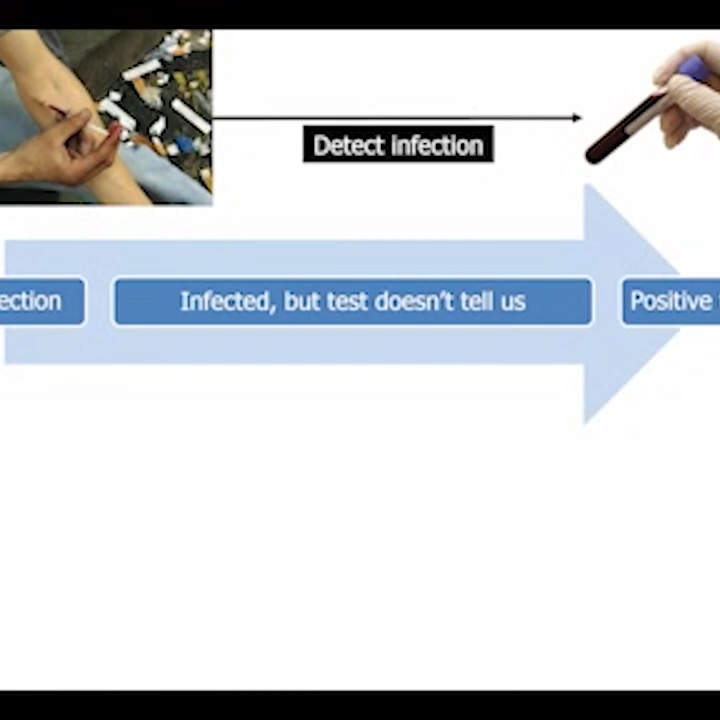 Detect infection
ection
Infected, but test doesn't tell us
Positive